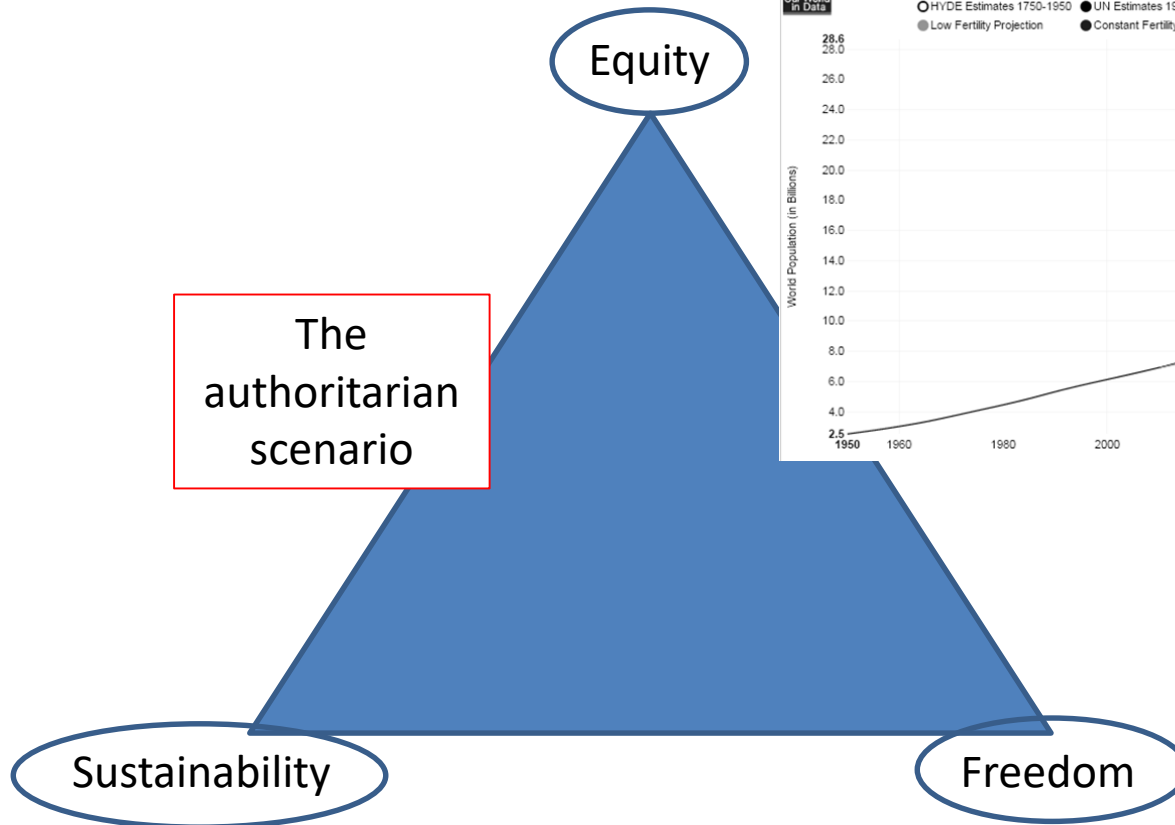 Equity
The
authoritarian
scenario
Sustainability
Freedom
in Data
HYDE Estimates 1750-1950 UN Estimates
Low Fertility Projection Constant Fertility
World Population (in Billions)
28.6
28.0
26.0
24.0
22.0
20.0
18.0
16.0
14.0
12.0
10.0
8.0
6.0
4.0
2.5
1950 1960 1980 2000